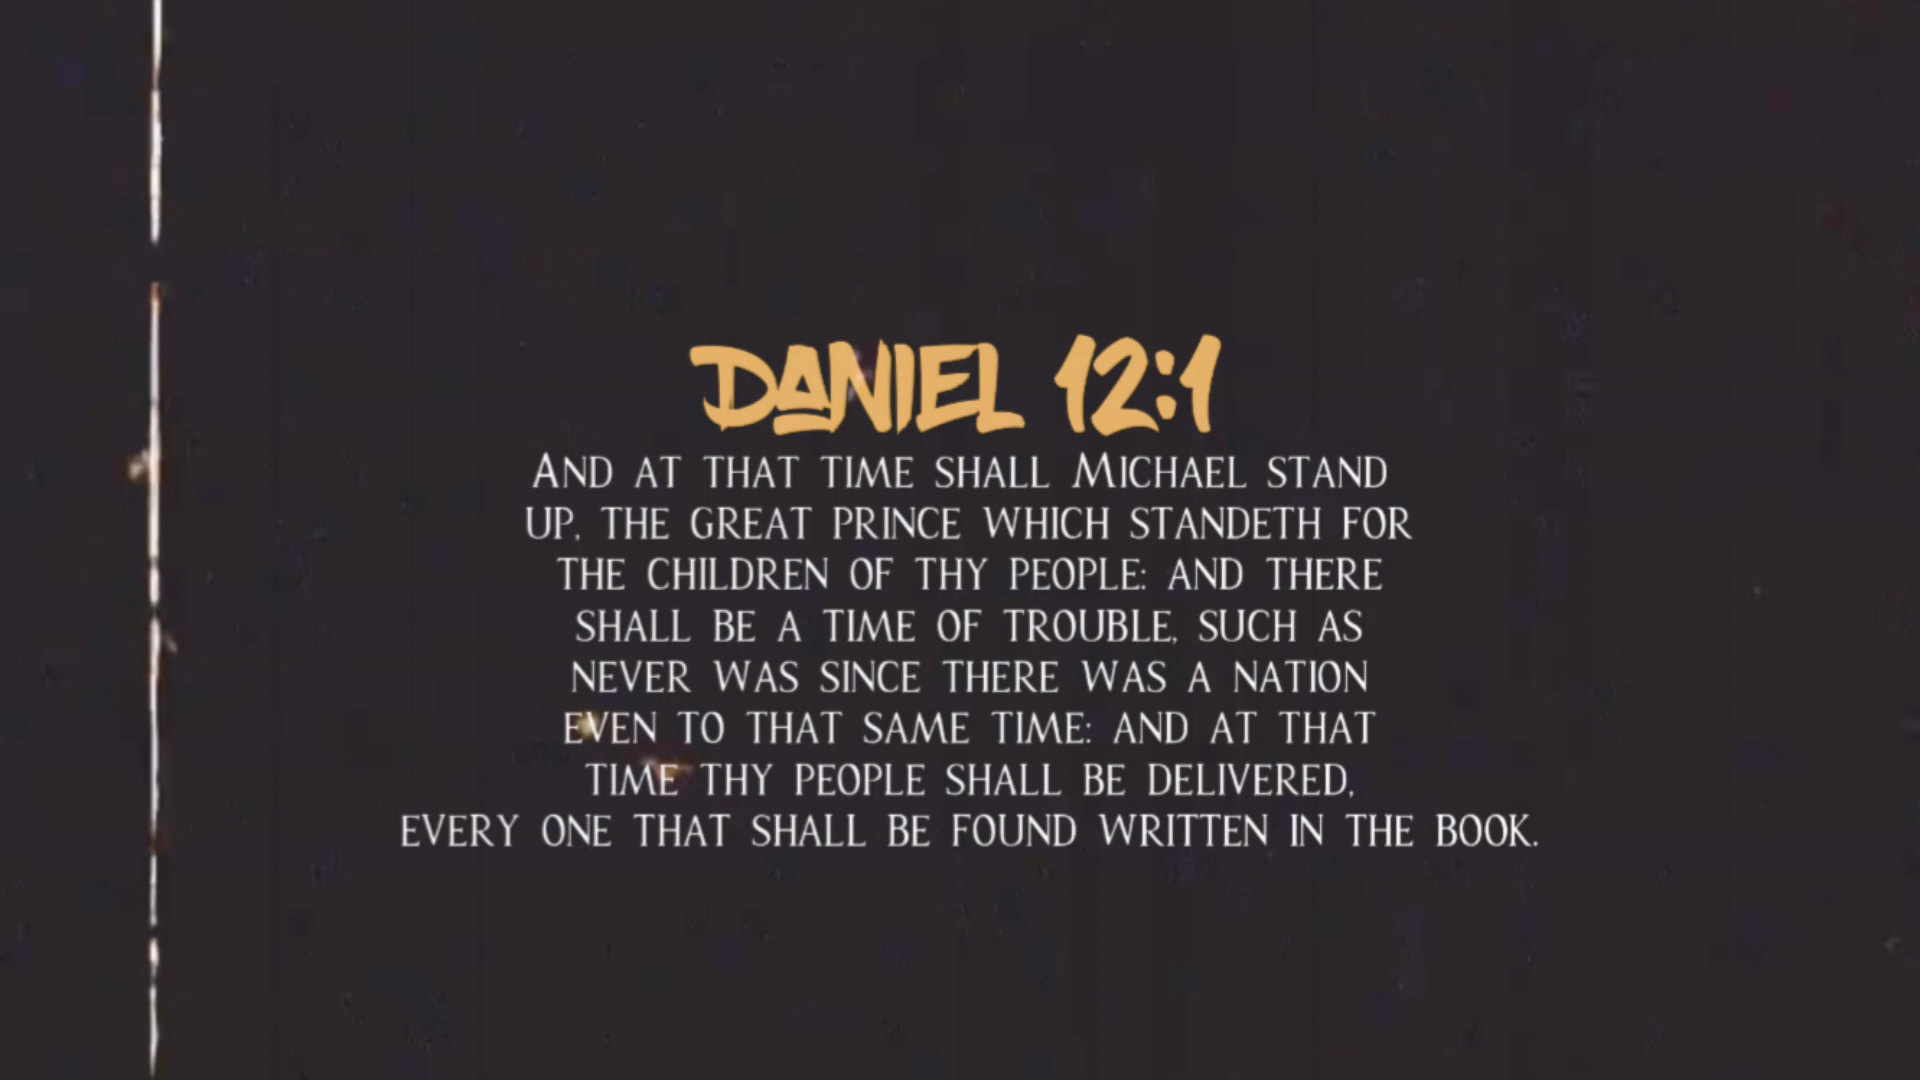 DANIEL 12:1
AND AT THAT TIME SHALL MICHAEL STAND
UP, THE GREAT PRINCE WHICH STANDETH FOR
THE CHILDREN OF THY PEOPLE: AND THERE
SHALL BE A TIME OF TROUBLE, SUCH AS
NEVER WAS SINCE THERE WAS A NATION
EVEN TO THAT SAME TIME: AND AT THAT
TIME THY PEOPLE SHALL BE DELIVERED,
EVERY ONE THAT SHALL BE FOUND WRITTEN IN THE BOOK.